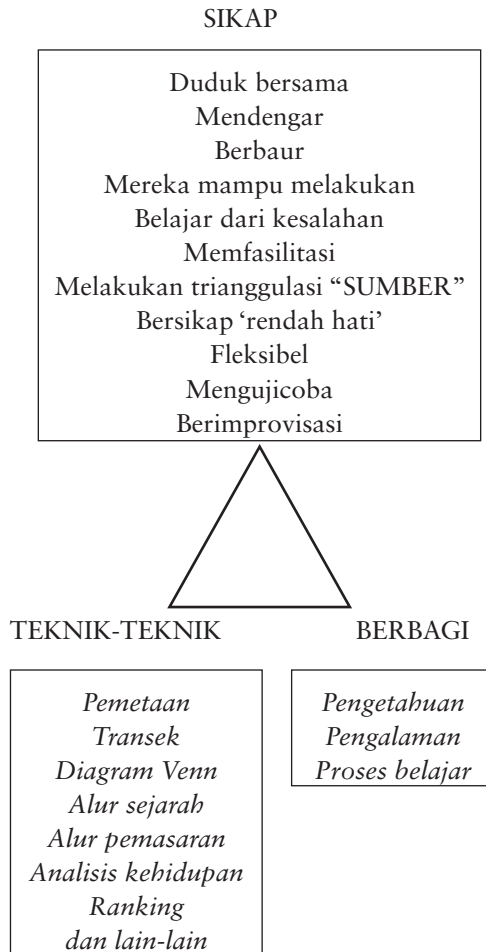 SIKAP
Duduk bersama
Mendengar
Berbaur
Mereka mampu melakukan
Belajar dari kesalahan
Memfasilitasi
Melakukan trianggulasi “SUMBER”
Bersikap ‘rendah hati’
Fleksibel
Mengujicoba
Berimprovisasi
TEKNIK-TEKNIK
Pemetaan
Transek
Diagram Venn
Alur sejarah
Alur pemasaran
Analisis kehidupan
Ranking
dan lain-lain
BERBAGI
Pengetahuan
Pengalaman
Proses belajar